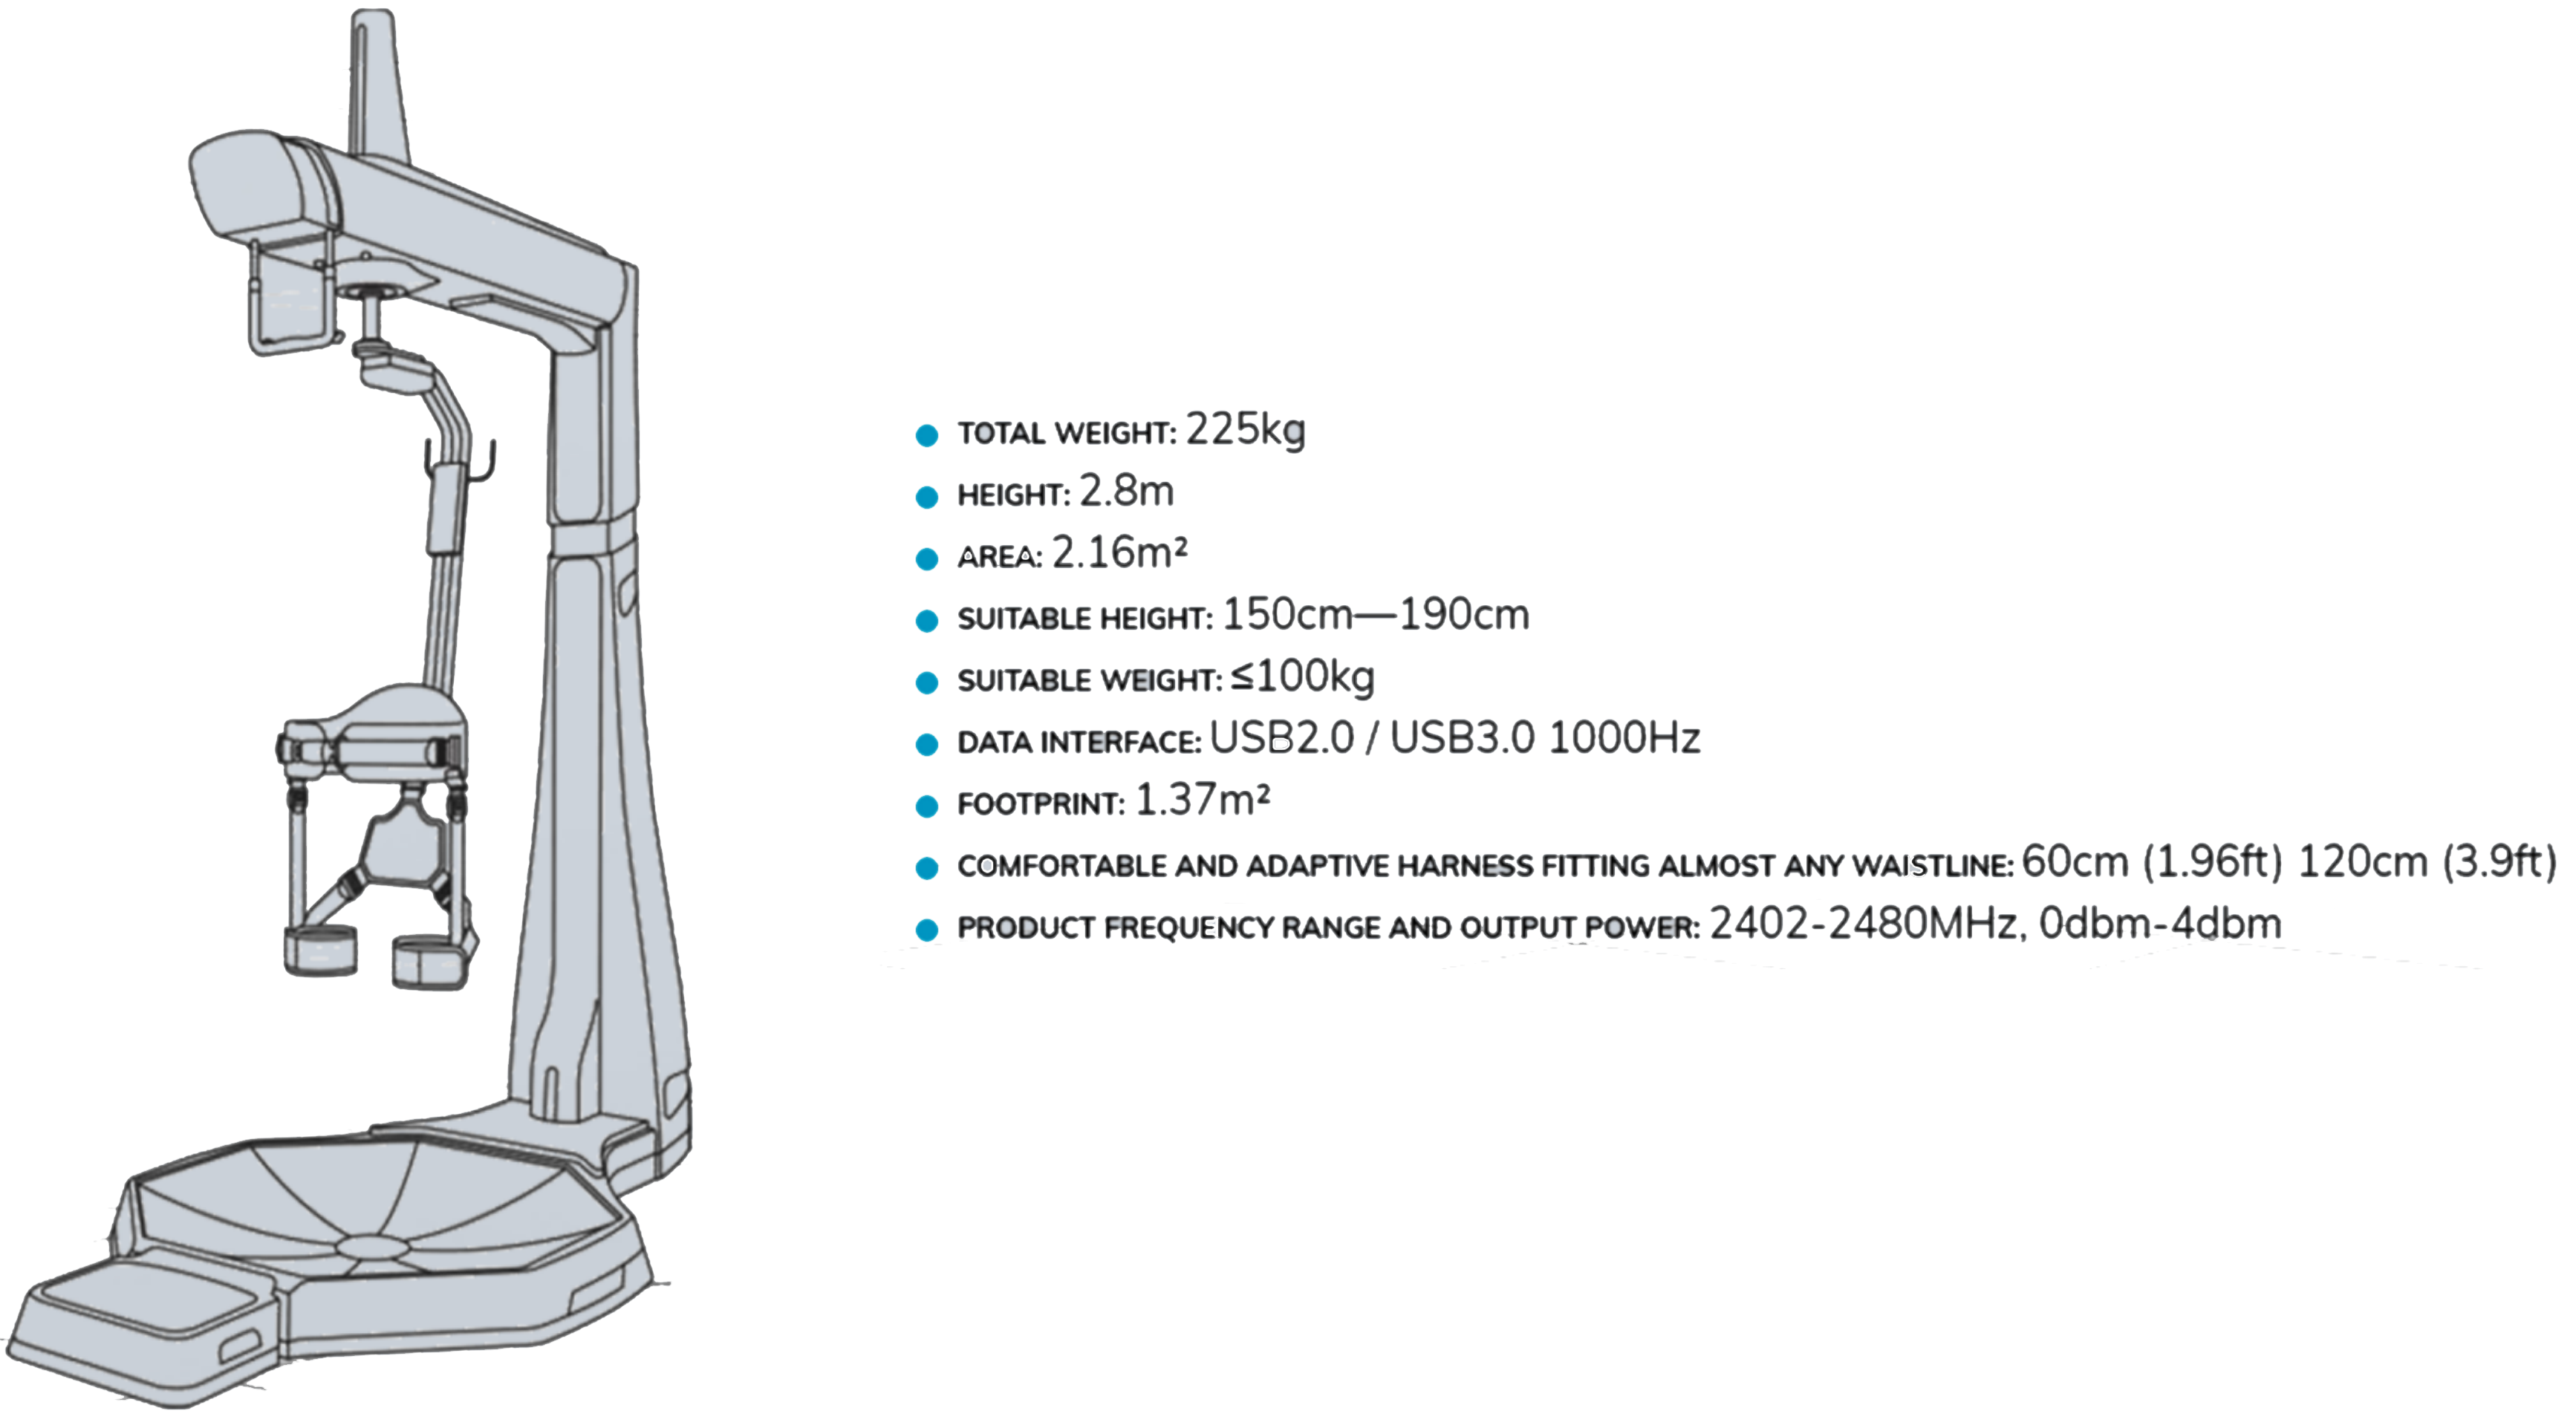 TOTAL WEIGHT: 225kg
HEIGHT: 2.8m
AREA: 2.16m²
SUITABLE HEIGHT: 150cm—190cm
SUITABLE WEIGHT: ≤100kg
DATA INTERFACE: USB2.0 / USB3.0 1000Hz
FOOTPRINT: 1.37m²
COMFORTABLE AND ADAPTIVE HARNESS FITTING ALMOST ANY WAISTLINE: 60cm (1.96ft) 120cm (3.9ft)
PRODUCT FREQUENCY RANGE AND OUTPUT POWER: 2402-2480MHz, 0dbm-4dbm